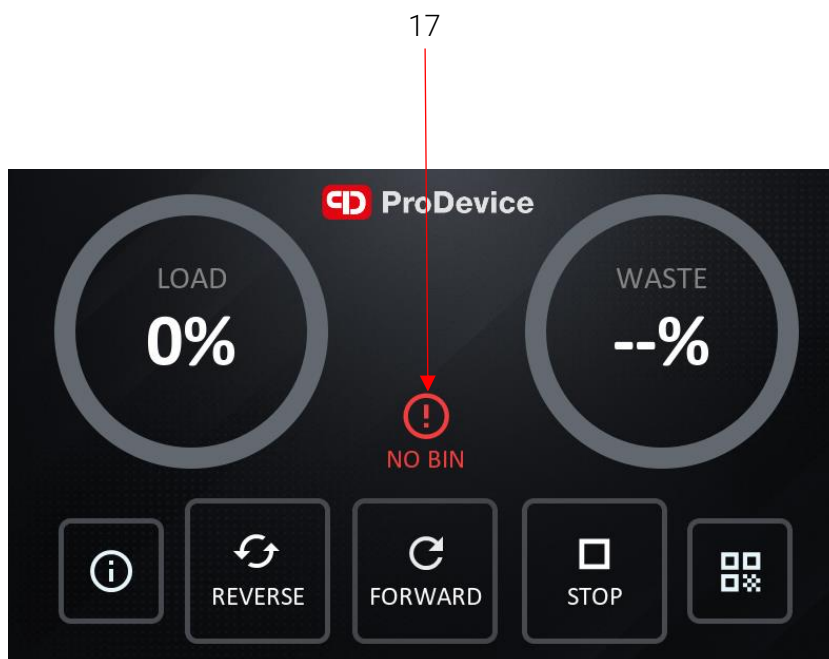 17
ProDevice
LOAD
0%
WASTE
--%
NO BIN
REVERSE
FORWARD
STOP